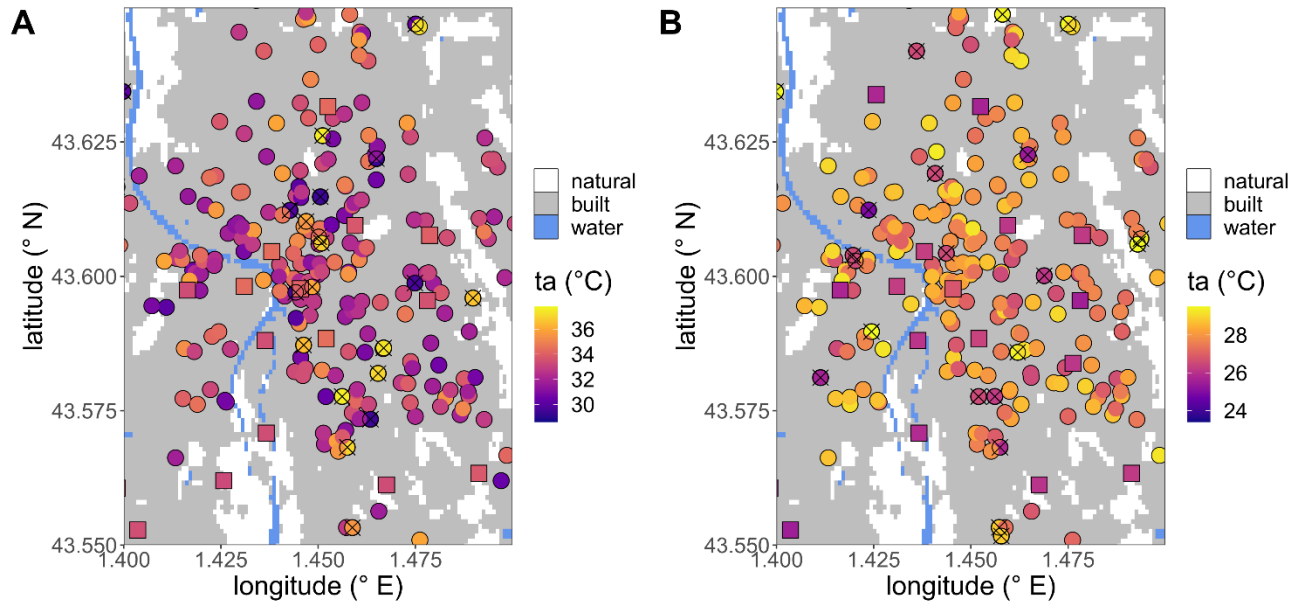 A
latitude (° N)
43.625
43.600
43.575
43.550
1.400
1.425
1.450
1.475
longitude (° E)
natural
built
water
ta (°C)
36
34
32
30
B
latitude (° N)
43.625
43.600
43.575
43.550
1.400
1.425
1.450
1.475
longitude (° E)
natural
built
water
ta (°C)
28
26
24